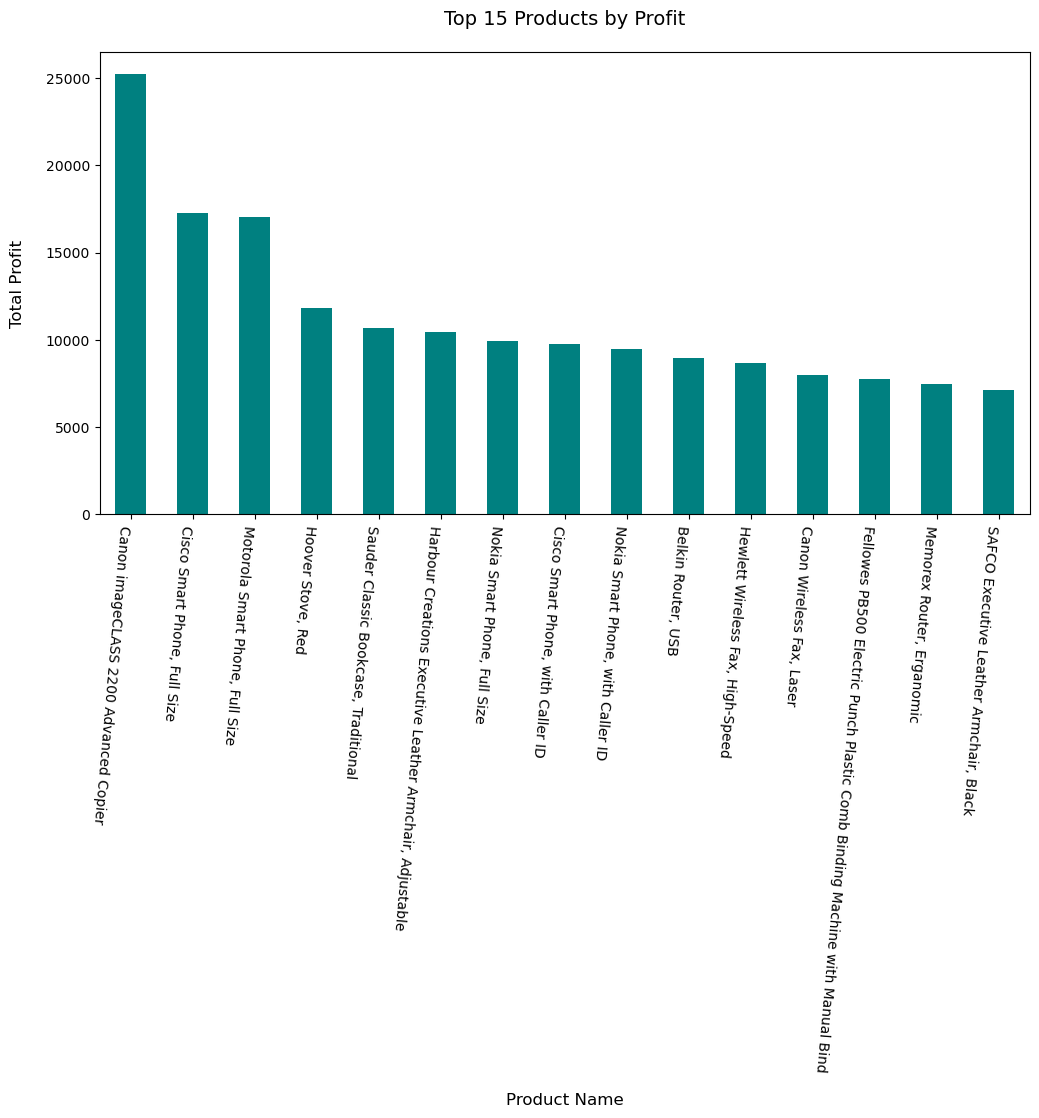 Top 15 Products by Profit
Total Profit
25000
20000
15000
10000
5000
0
Canon imageCLASS 2200 Advanced Copier
Cisco Smart Phone, Full Size
Motorola Smart Phone, Full Size
Hoover Stove, Red
Sauder Classic Bookcase, Traditional
Harbour Creations Executive Leather Armchair, Adjustable
Nokia Smart Phone, Full Size
Cisco Smart Phone, with Caller ID
Nokia Smart Phone, with Caller ID
Belkin Router, USB
Hewlett Wireless Fax, High-Speed
Canon Wireless Fax, Laser
Fellowes PB500 Electric Punch Plastic Comb Binding Machine with Manual Bind
Memorex Router, Erganomic
SAFCO Executive Leather Armchair, Black
Product Name